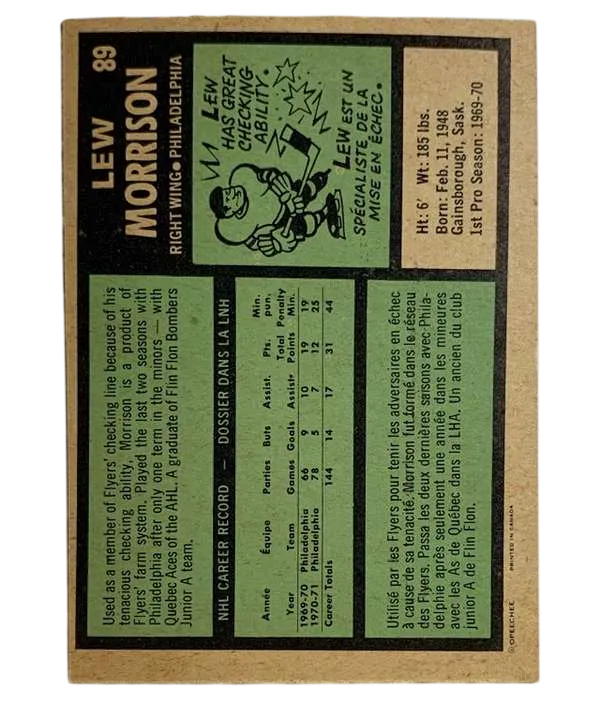 89
LEW
MORRISON
RIGHT WING • PHILADELPHIA
LEW
HAS GREAT
CHECKING
ABILITY.
LEW EST UN
SPÉCIALISTE DE LA
MISE EN ÉCHEC.
Ht: 6' Wt: 185 lbs.
Born: Feb. 11, 1948
Gainsborough, Sask.
1st Pro Season: 1969-70
Used as a member of Flyers' checking line because of his
tenacious checking ability, Morrison is a product of
Flyers' farm system. Played the last two seasons with
Philadelphia after only one term in the minors — with
Quebec Aces of the AHL. A graduate of Flin Flon Bombers
Junior A team.
NHL CAREER RECORD — DOSSIER DANS LA LNH
Année Équipe Parties Buts Assist. Pts. Min. pun.
Year Team Games Goals Assists Total Points Penalty Min.
1969-70 Philadelphia 66 9 10 19 19
1970-71 Philadelphia 78 5 7 12 25
Career Totals 144 14 17 31 44
Utilisé par les Flyers pour tenir les adversaires en échec
à cause de sa tenacité, Morrison fut formé dans le réseau
des Flyers. Passa les deux dernières saisons avec Phila-
delphie après seulement une année dans les mineures
avec les As de Québec dans la LHA. Un ancien du club
junior A de Flin Flon.
© OPEECHEE PRINTED IN CANADA